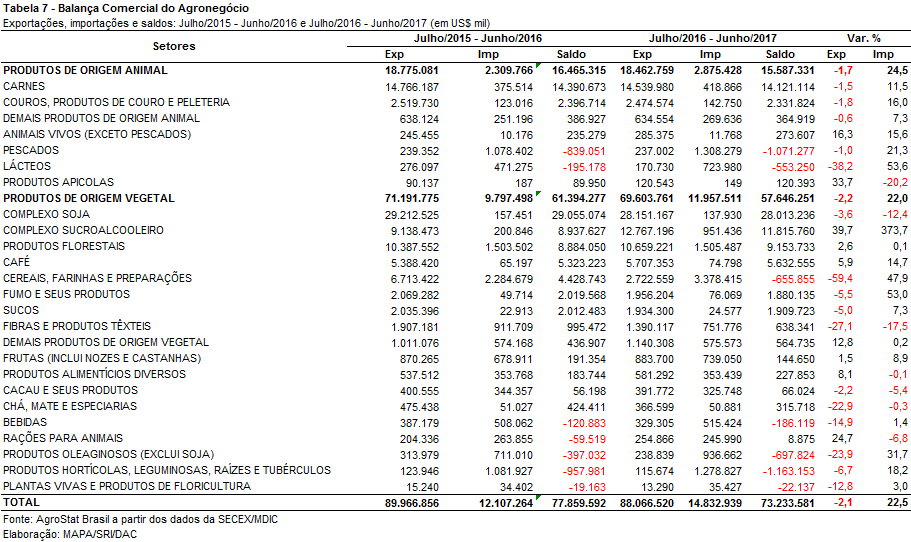 Tabela 7 - Balança Comercial do Agronegócio
Exportações, importações e saldos: Julho/2015 - Junho/2016 e Julho/2016 - Junho/2017 (em US$ mil)
Setores Julho/2015 - Junho/2016 Julho/2016 - Junho/2017 Var. %
Exp Imp Saldo Exp Imp Saldo Exp Imp
PRODUTOS DE ORIGEM ANIMAL 18.775.081 2.309.766 16.465.315 18.462.759 2.875.428 15.587.331 -1,7 24,5
CARNES 14.766.187 375.514 14.390.673 14.539.980 418.866 14.121.114 -1,5 11,5
COUROS, PRODUTOS DE COURO E PELETERIA 2.519.730 123.016 2.396.714 2.474.574 142.750 2.331.824 -1,8 16,0
DEMAIS PRODUTOS DE ORIGEM ANIMAL 638.124 251.196 386.927 634.554 269.636 364.919 -0,6 7,3
ANIMAIS VIVOS (EXCETO PESCADOS) 245.455 10.176 235.279 285.375 11.768 273.607 16,3 15,6
PESCADOS 239.352 1.078.402 -839.051 237.002 1.308.279 -1.071.277 -1,0 21,3
LÁCTEOS 276.097 471.275 -195.178 170.730 723.980 -553.250 -38,2 53,6
PRODUTOS APICOLAS 90.137 187 89.950 120.543 149 120.393 33,7 -20,2
PRODUTOS DE ORIGEM VEGETAL 71.191.775 9.797.498 61.394.277 69.603.761 11.957.511 57.646.251 -2,2 22,0
COMPLEXO SOJA 29.212.525 157.451 29.055.074 28.151.167 137.930 28.013.236 -3,6 -12,4
COMPLEXO SUCROALCOOLEIRO 9.138.473 200.846 8.937.627 12.767.196 951.436 11.815.760 39,7 373,7
PRODUTOS FLORESTAIS 10.387.552 1.503.502 8.884.050 10.659.221 1.505.487 9.153.733 2,6 0,1
CAFÉ 5.388.420 65.197 5.323.223 5.707.353 74.798 5.632.555 5,9 14,7
CEREAIS, FARINHAS E PREPARAÇÕES 6.713.422 2.284.679 4.428.743 2.722.559 3.378.415 -655.855 -59,4 47,9
FUMO E SEUS PRODUTOS 2.069.282 49.714 2.019.568 1.956.204 76.069 1.880.135 -5,5 53,0
SUCOS 2.035.396 22.913 2.012.483 1.934.300 24.577 1.909.723 -5,0 7,3
FIBRAS E PRODUTOS TÊXTEIS 1.907.181 911.709 995.472 1.390.117 751.776 638.341 -27,1 -17,5
DEMAIS PRODUTOS DE ORIGEM VEGETAL 1.011.076 574.168 436.907 1.140.308 575.573 564.735 12,8 0,2
FRUTAS (INCLUI NOZES E CASTANHAS) 870.265 678.911 191.354 883.700 739.050 144.650 1,5 8,9
PRODUTOS ALIMENTÍCIOS DIVERSOS 537.512 353.768 183.744 581.292 353.439 227.853 8,1 -0,1
CACAU E SEUS PRODUTOS 400.555 344.357 56.198 391.772 325.748 66.024 -2,2 -5,4
CHÁ, MATE E ESPECIARIAS 475.438 51.027 424.411 366.599 50.881 315.718 -22,9 -0,3
BEBIDAS 387.179 508.062 -120.883 329.305 515.424 -186.119 -14,9 1,4
RAÇÕES PARA ANIMAIS 204.336 263.855 -59.519 254.866 245.990 8.875 24,7 -6,8
PRODUTOS OLEAGINOSOS (EXCLUI SOJA) 313.979 711.010 -397.032 238.839 936.662 -697.824 -23,9 31,7
PRODUTOS HORTÍCOLAS, LEGUMINOSAS, RAÍZES E TUBÉRCULOS 123.946 1.081.927 -957.981 115.674 1.278.827 -1.163.153 -6,7 18,2
PLANTAS VIVAS E PRODUTOS DE FLORICULTURA 15.240 34.402 -19.163 13.290 35.427 -22.137 -12,8 3,0
TOTAL 89.966.856 12.107.264 77.859.592 88.066.520 14.832.939 73.233.581 -2,1 22,5
Fonte: AgroStat Brasil a partir dos dados da SECEX/MDIC
Elaboração: MAPA/SRI/DAC